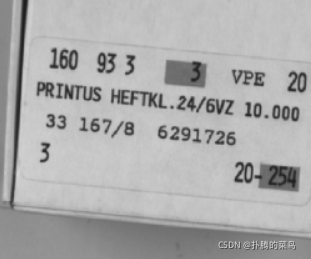 160 93 3 3 VPE 20
PRINTUS HEFTKL.24/6VZ 10.000
33 167/8 6291726
3
20-254
CSDN @扑腾的菜鸟